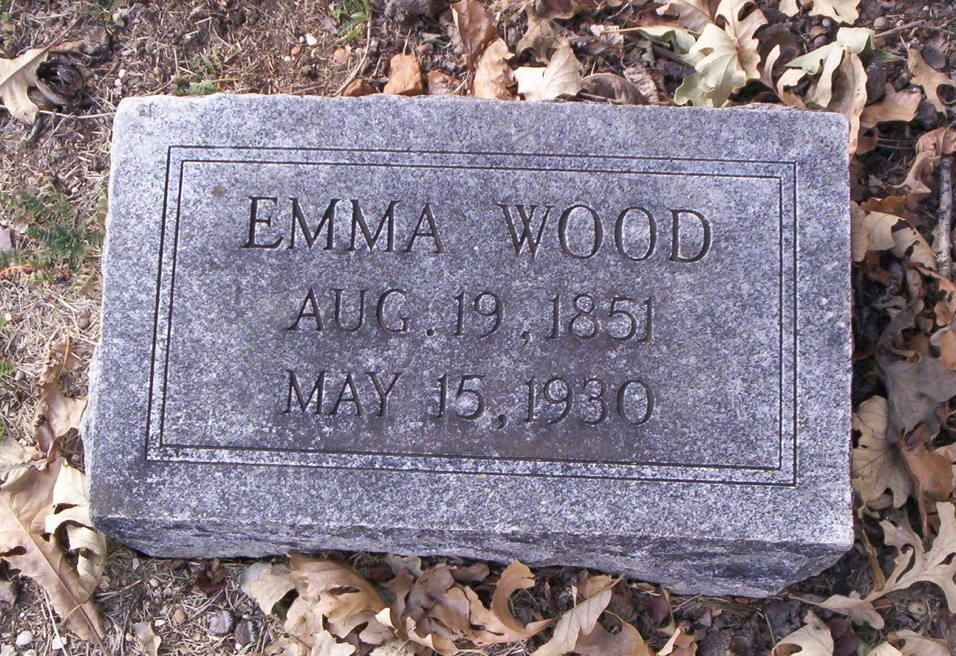 EMMA WOOD
AUG. 19, 1851
MAY 15, 1930